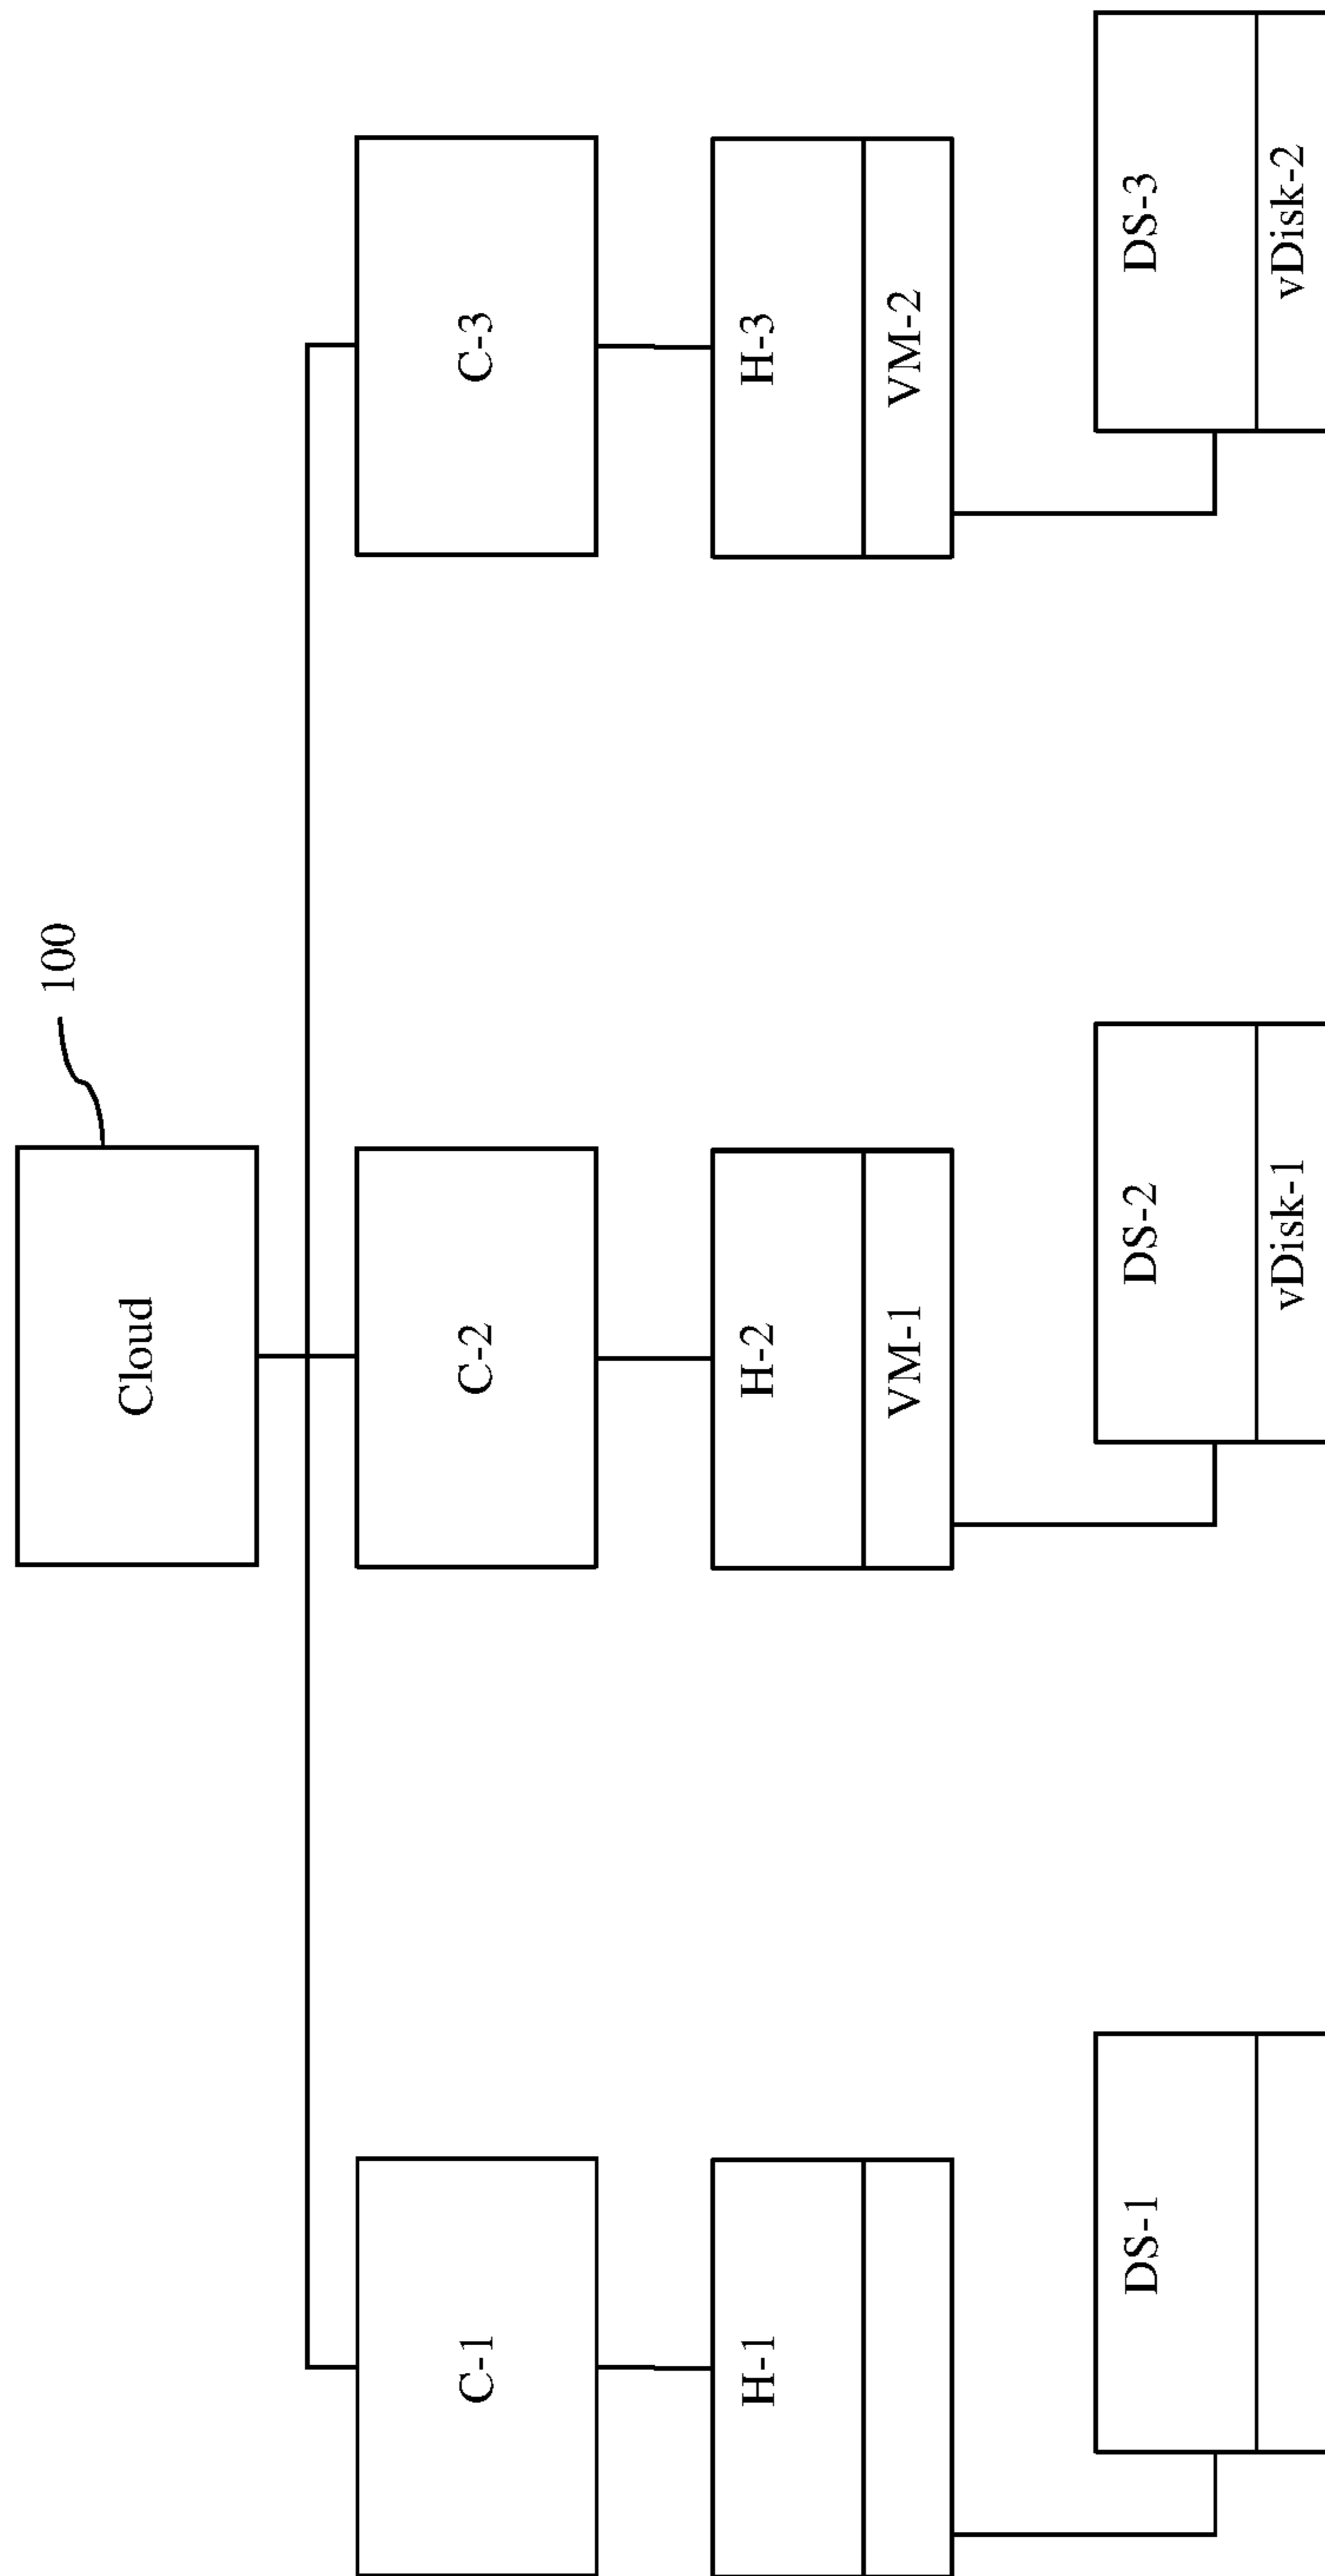 100
Cloud
C-1
C-2
C-3
H-1
H-2
H-3
VM-1
VM-2
DS-1
DS-2
DS-3
vDisk-1
vDisk-2